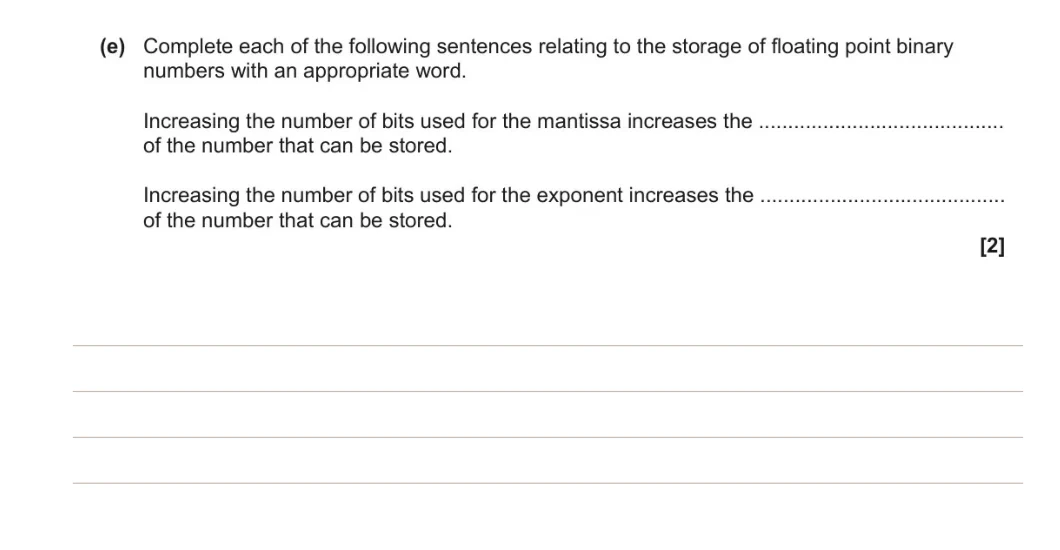 (e) Complete each of the following sentences relating to the storage of floating point binary
numbers with an appropriate word.
Increasing the number of bits used for the mantissa increases the ..........................................
of the number that can be stored.
Increasing the number of bits used for the exponent increases the ..........................................
of the number that can be stored.
[2]